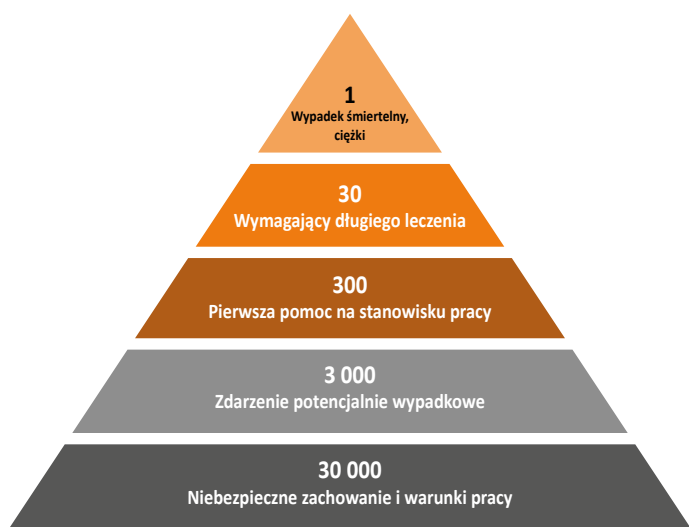 1
Wypadek śmiertelny,
ciężki
30
Wymagający długiego leczenia
300
Pierwsza pomoc na stanowisku pracy
3 000
Zdarzenie potencjalnie wypadkowe
30 000
Niebezpieczne zachowanie i warunki pracy